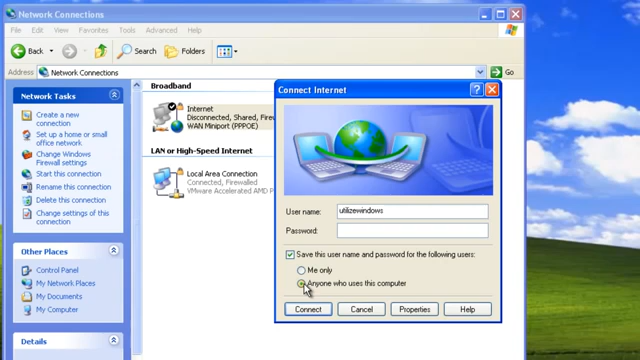 Network Connections
File Edit View Favorites Tools Advanced Help
Back Search Folders
Address Network Connections Go
Network Tasks
Create a new
connection
Set up a home or small
office network
Change Windows
Firewall settings
Start this connection
Rename this connection
Delete this connection
Change settings of this
connection
Other Places
Control Panel
My Network Places
My Documents
My Computer
Details
Broadband
Internet
Disconnected, Shared, Firew
WAN Miniport (PPPOE)
LAN or High-Speed Internet
Local Area Connection
Connected, Firewalled
VMware Accelerated AMD P
Connect Internet
User name: utilizewindows
Password:
Save this user name and password for the following users:
Me only
Anyone who uses this computer
Connect Cancel Properties Help